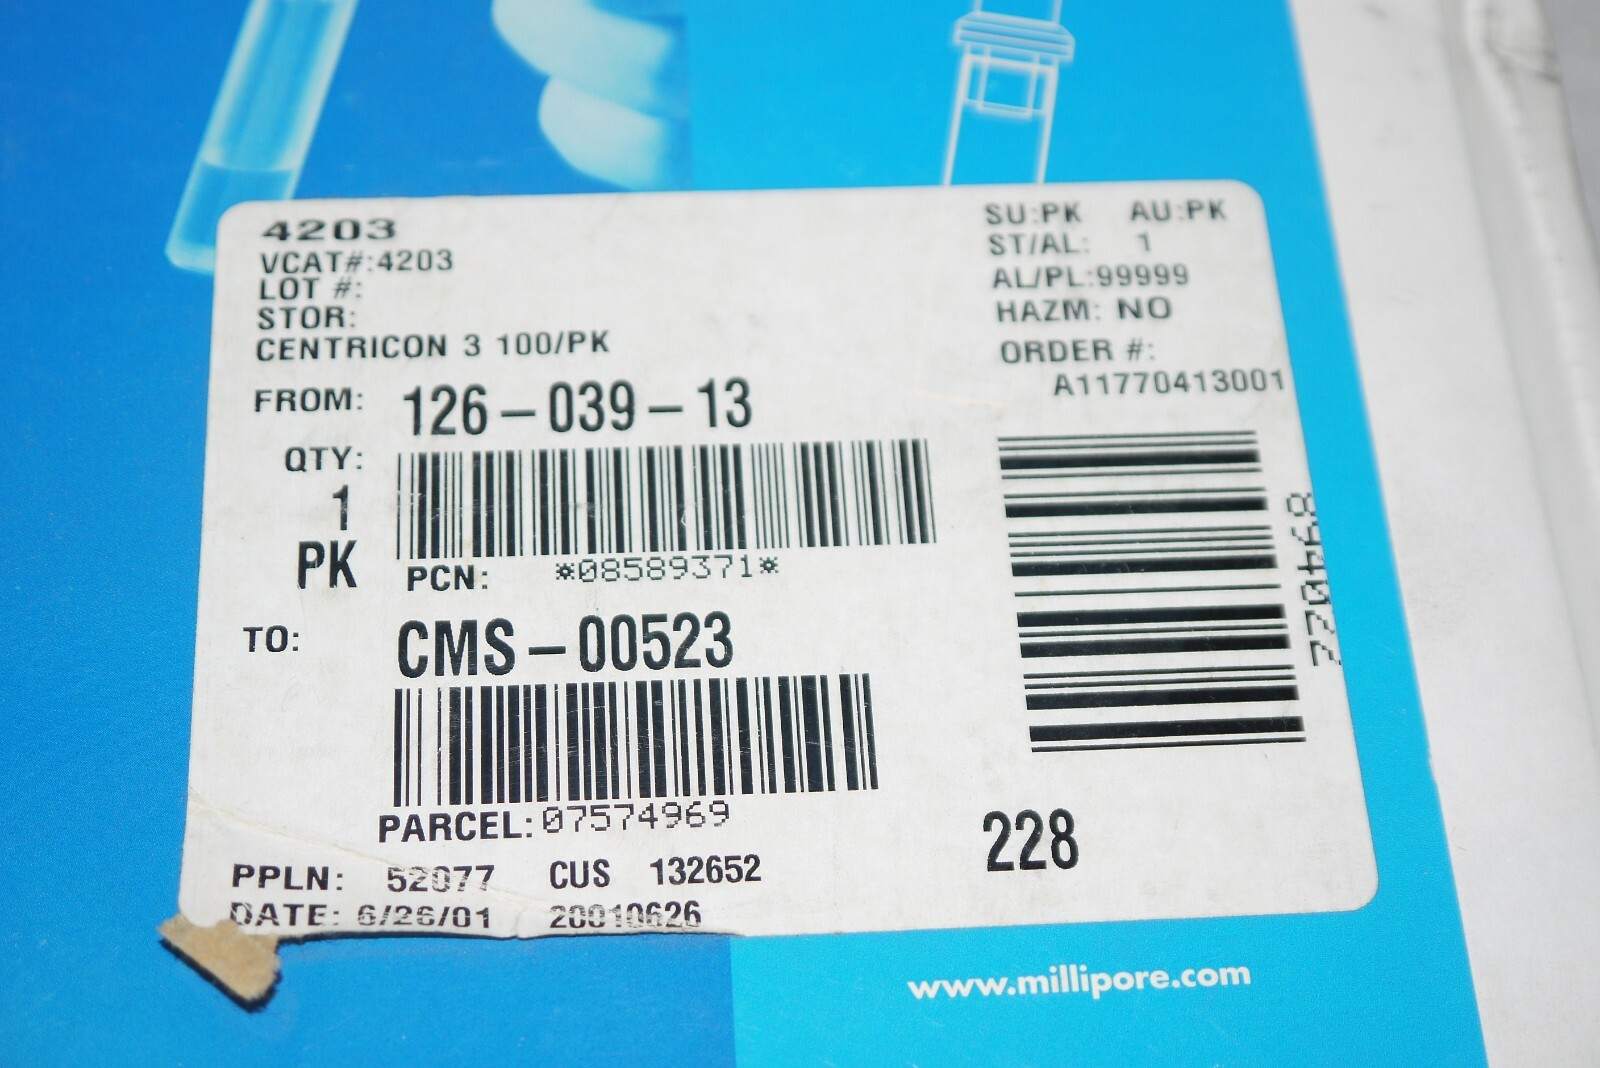 4203
VCAT#:4203
LOT #:
STOR:
CENTRICON 3 100/PK
SU:PK AU:PK
ST/AL: 1
AL/PL:99999
HAZM: NO
ORDER #:
A11770413001
FROM: 126-039-13
QTY:
1
PK
PCN: *08589371*
TO: CMS-00523
PARCEL:07574969
77040468
228
PPLN: 52077 CUS 132652
DATE: 6/26/01 20010626
www.millipore.com